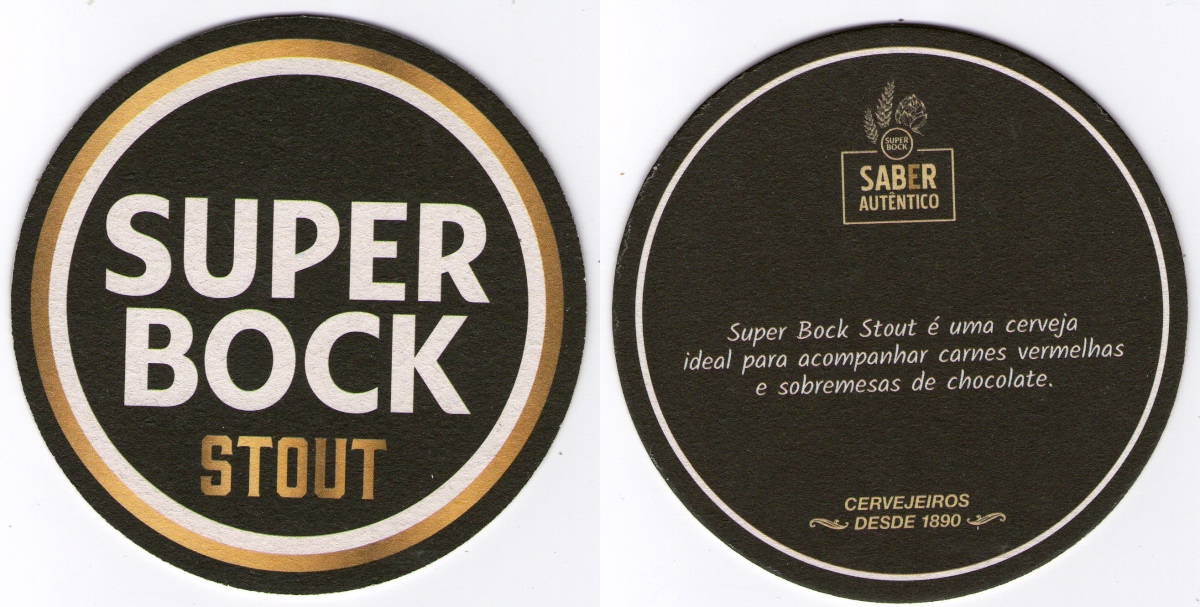 SUPER
BOCK
STOUT
SUPER
BOCK
SABER
AUTÊNTICO
Super Bock Stout é uma cerveja
ideal para acompanhar carnes vermelhas
e sobremesas de chocolate.
CERVEJEIROS
DESDE 1890